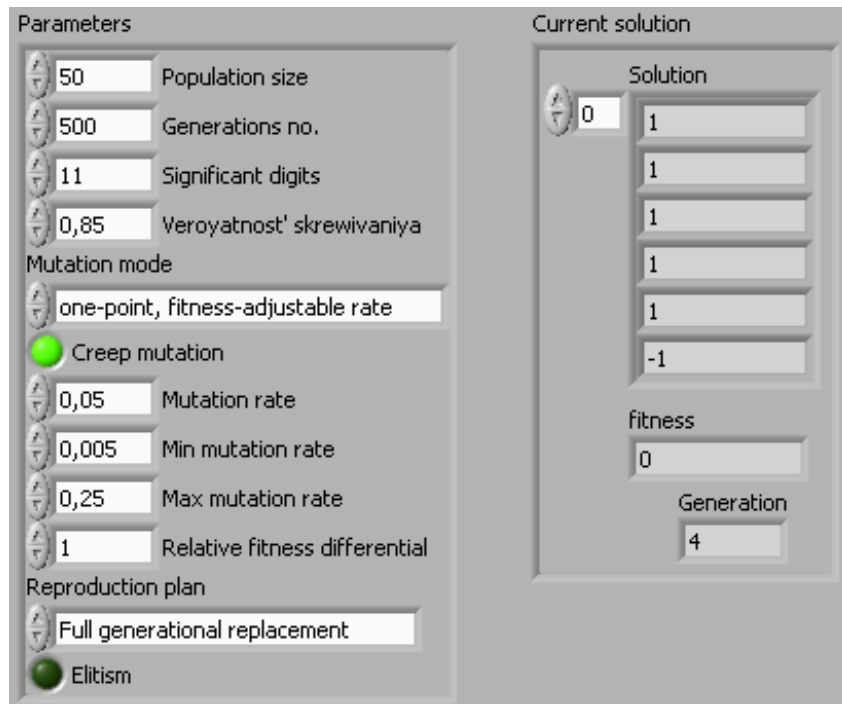 Parameters
50 Population size
500 Generations no.
11 Significant digits
0,85 Veroyatnost' skrewivaniya
Mutation mode
one-point, fitness-adjustable rate
Creep mutation
0,05 Mutation rate
0,005 Min mutation rate
0,25 Max mutation rate
1 Relative fitness differential
Reproduction plan
Full generational replacement
Elitism
Current solution
Solution
0
1
1
1
1
1
-1
fitness
0
Generation
4